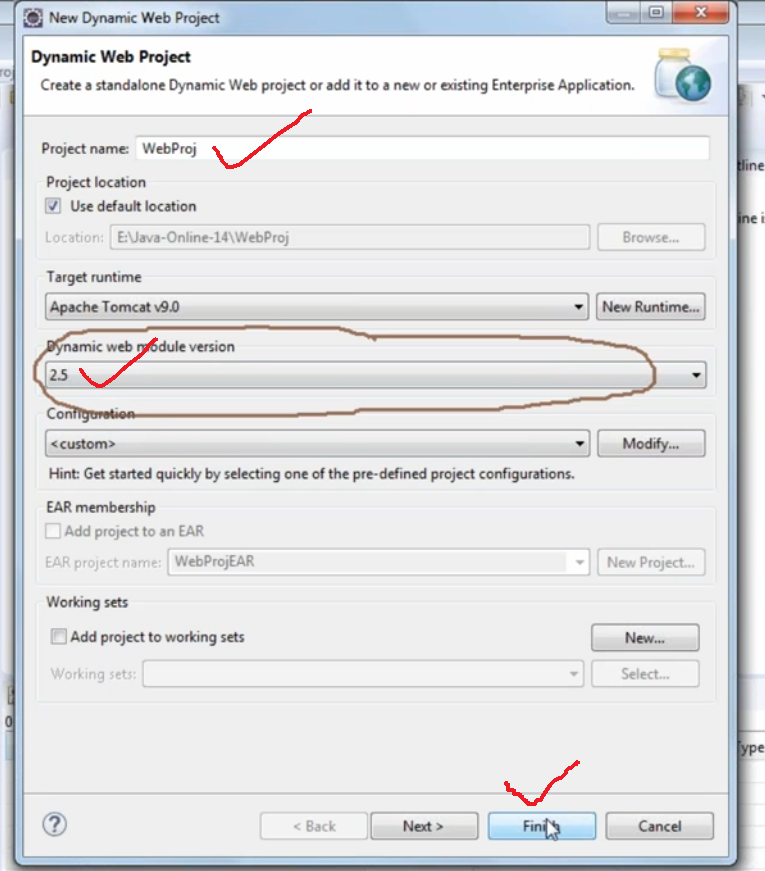 New Dynamic Web Project
Dynamic Web Project
Create a standalone Dynamic Web project or add it to a new or existing Enterprise Application.
Project name: WebProj
Project location
Use default location
Location: E:\Java-Online-14\WebProj Browse...
Target runtime
Apache Tomcat v9.0 New Runtime...
Dynamic web module version
2.5
Configuration
<custom> Modify...
Hint: Get started quickly by selecting one of the pre-defined project configurations.
EAR membership
Add project to an EAR
EAR project name: WebProjEAR New Project...
Working sets
Add project to working sets New...
Working sets: Select...
? < Back Next > Finish Cancel